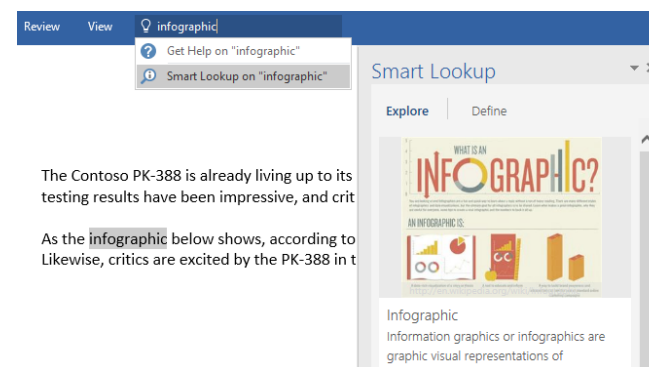 Review View infographic
Get Help on "infographic"
Smart Lookup on "infographic"
Smart Lookup
Explore Define
WHAT IS AN
INFOGRAPHIC?
AN INFOGRAPHIC IS:
The Contoso PK-388 is already living up to its
testing results have been impressive, and crit
As the infographic below shows, according to
Likewise, critics are excited by the PK-388 in t
Infographic
Information graphics or infographics are
graphic visual representations of